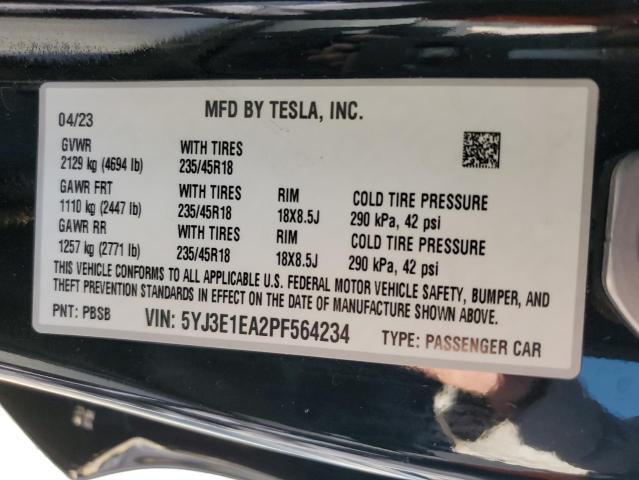 MFD BY TESLA, INC.
04/23
GVWR WITH TIRES
2129 kg (4694 lb) 235/45R18
GAWR FRT WITH TIRES RIM COLD TIRE PRESSURE
1110 kg (2447 lb) 235/45R18 18X8.5J 290 kPa, 42 psi
GAWR RR WITH TIRES RIM COLD TIRE PRESSURE
1257 kg (2771 lb) 235/45R18 18X8.5J 290 kPa, 42 psi
THIS VEHICLE CONFORMS TO ALL APPLICABLE U.S. FEDERAL MOTOR VEHICLE SAFETY, BUMPER, AND
THEFT PREVENTION STANDARDS IN EFFECT ON THE DATE OF MANUFACTURE SHOWN ABOVE.
PNT: PBSB VIN: 5YJ3E1EA2PF564234 TYPE: PASSENGER CAR